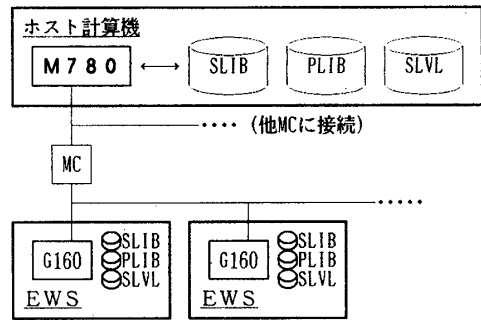 ホスト計算機
M780 ←→ SLIB PLIB SLVL
‥‥ (他MCに接続)
MC
‥‥‥
G160 SLIB PLIB SLVL
EWS
G160 SLIB PLIB SLVL
EWS